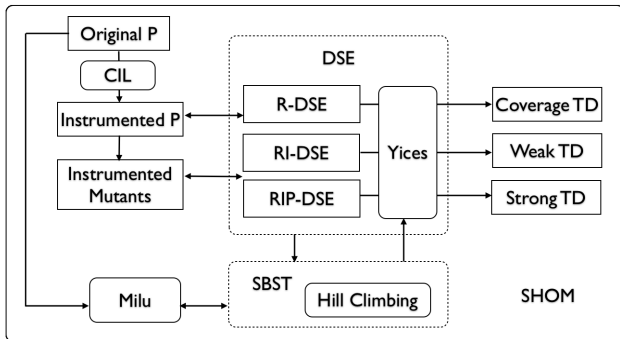 Original P
CIL
Instrumented P
Instrumented
Mutants
DSE
R-DSE
RI-DSE
RIP-DSE
Yices
Coverage TD
Weak TD
Strong TD
Milu
SBST
Hill Climbing
SHOM